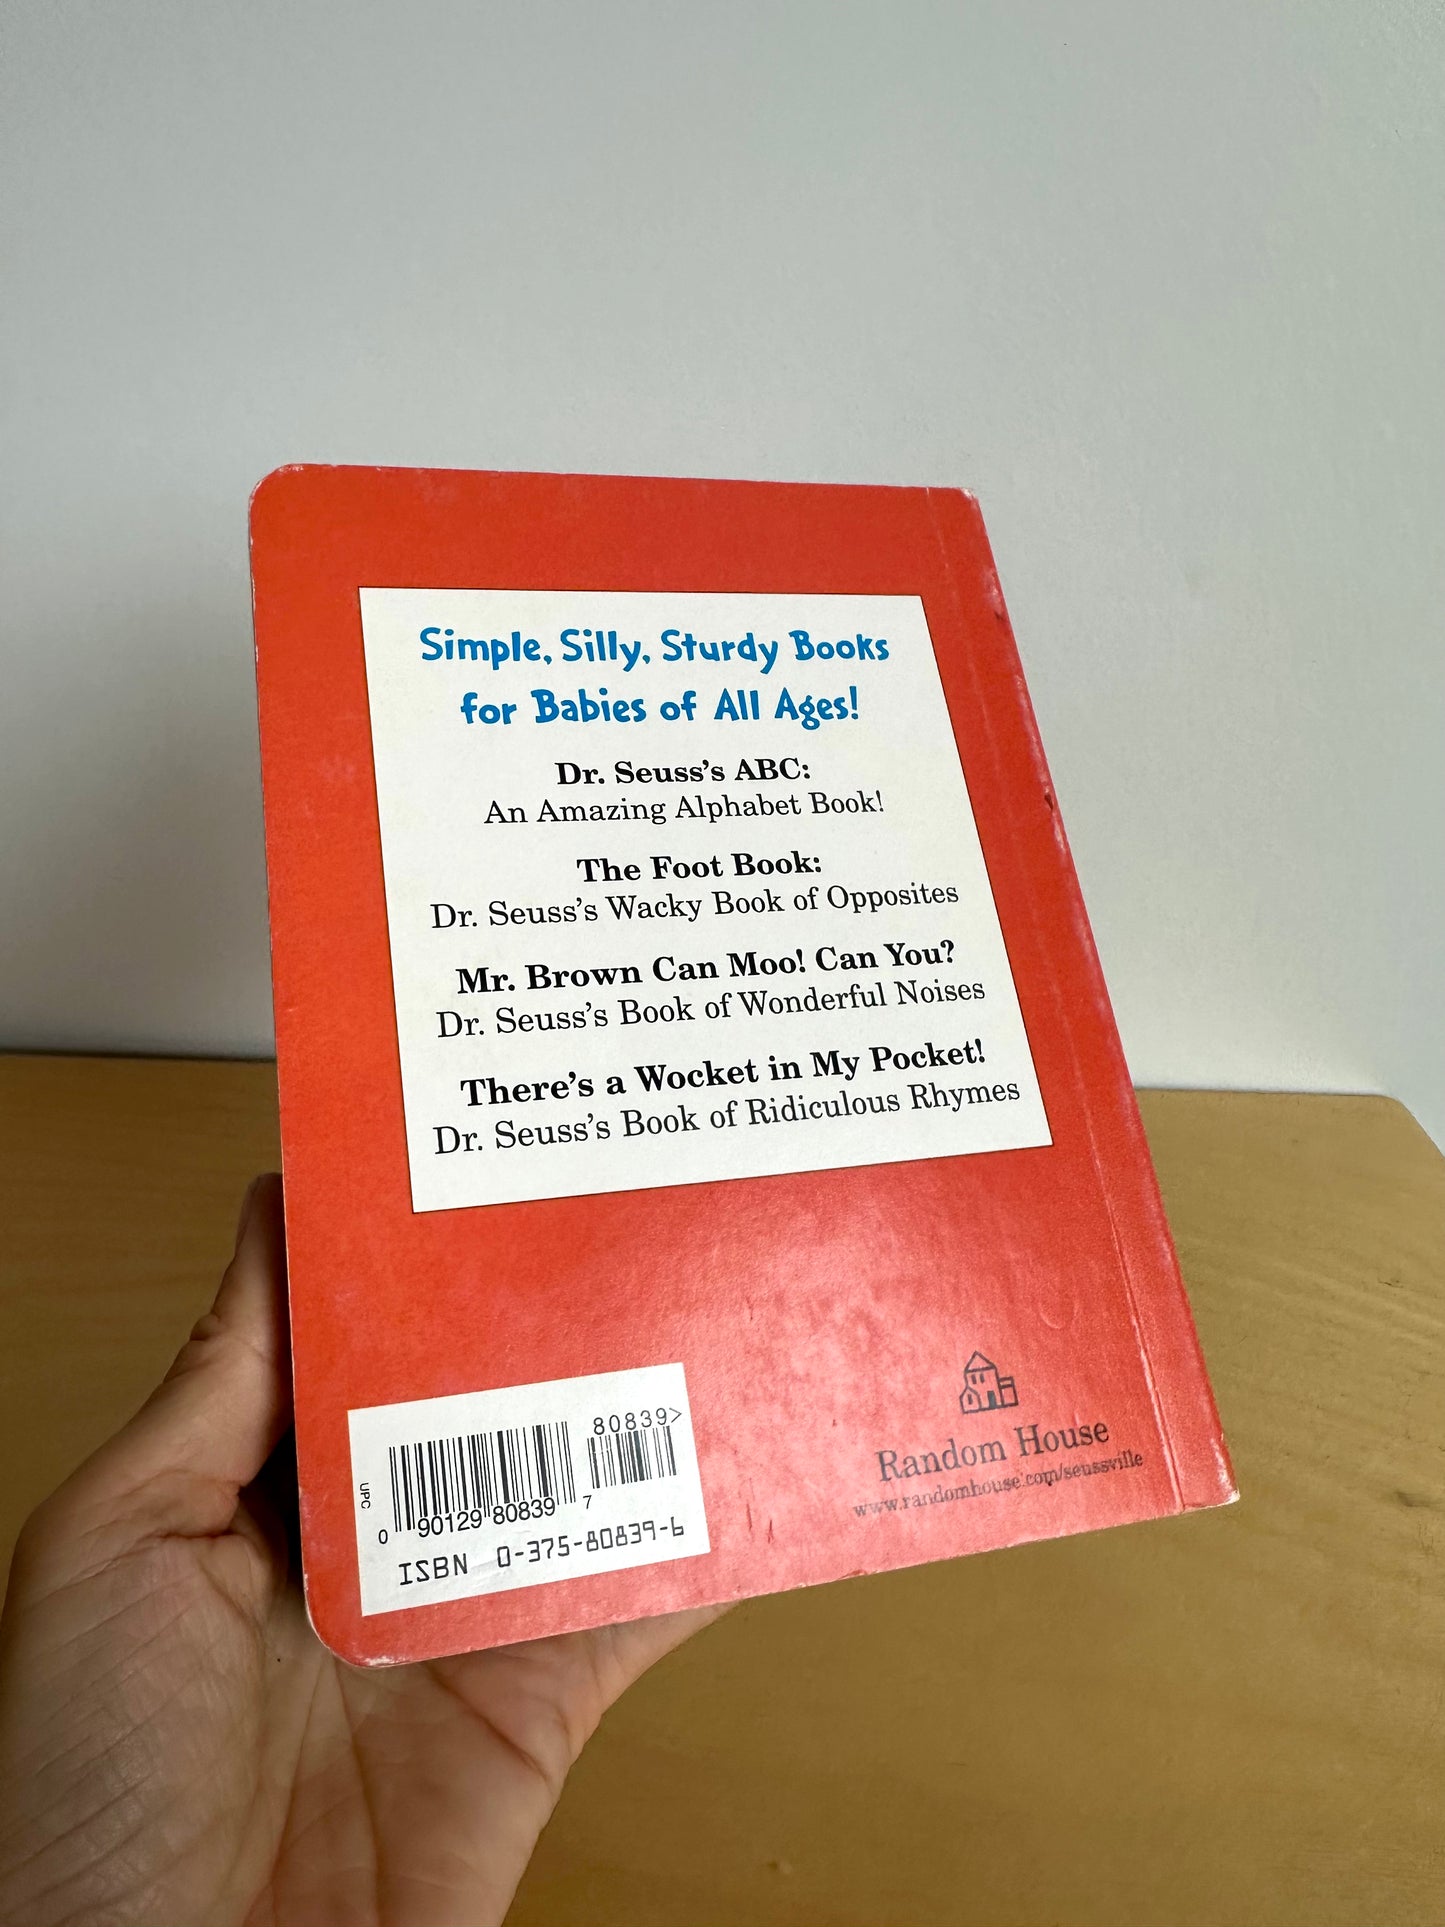 Simple, Silly, Sturdy Books
for Babies of All Ages!
Dr. Seuss's ABC:
An Amazing Alphabet Book!
The Foot Book:
Dr. Seuss's Wacky Book of Opposites
Mr. Brown Can Moo! Can You?
Dr. Seuss's Book of Wonderful Noises
There's a Wocket in My Pocket!
Dr. Seuss's Book of Ridiculous Rhymes
80839>
UPC
0 90129 80839 7
ISBN 0-375-80839-6
Random House
www.randomhouse.com/seussville